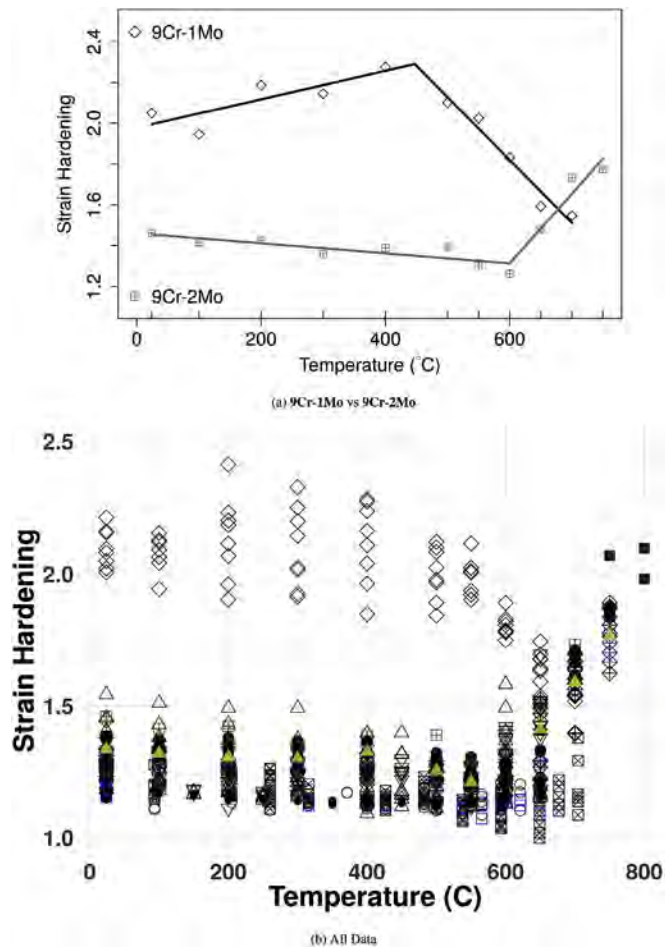 2.4
9Cr-1Mo
2.0
Strain Hardening
1.6
1.2
9Cr-2Mo
0 200 400 600
Temperature (°C)
(a) 9Cr-1Mo vs 9Cr-2Mo
2.5
2.0
Strain Hardening
1.5
1.0
0 200 400 600 800
Temperature (C)
(b) All Data